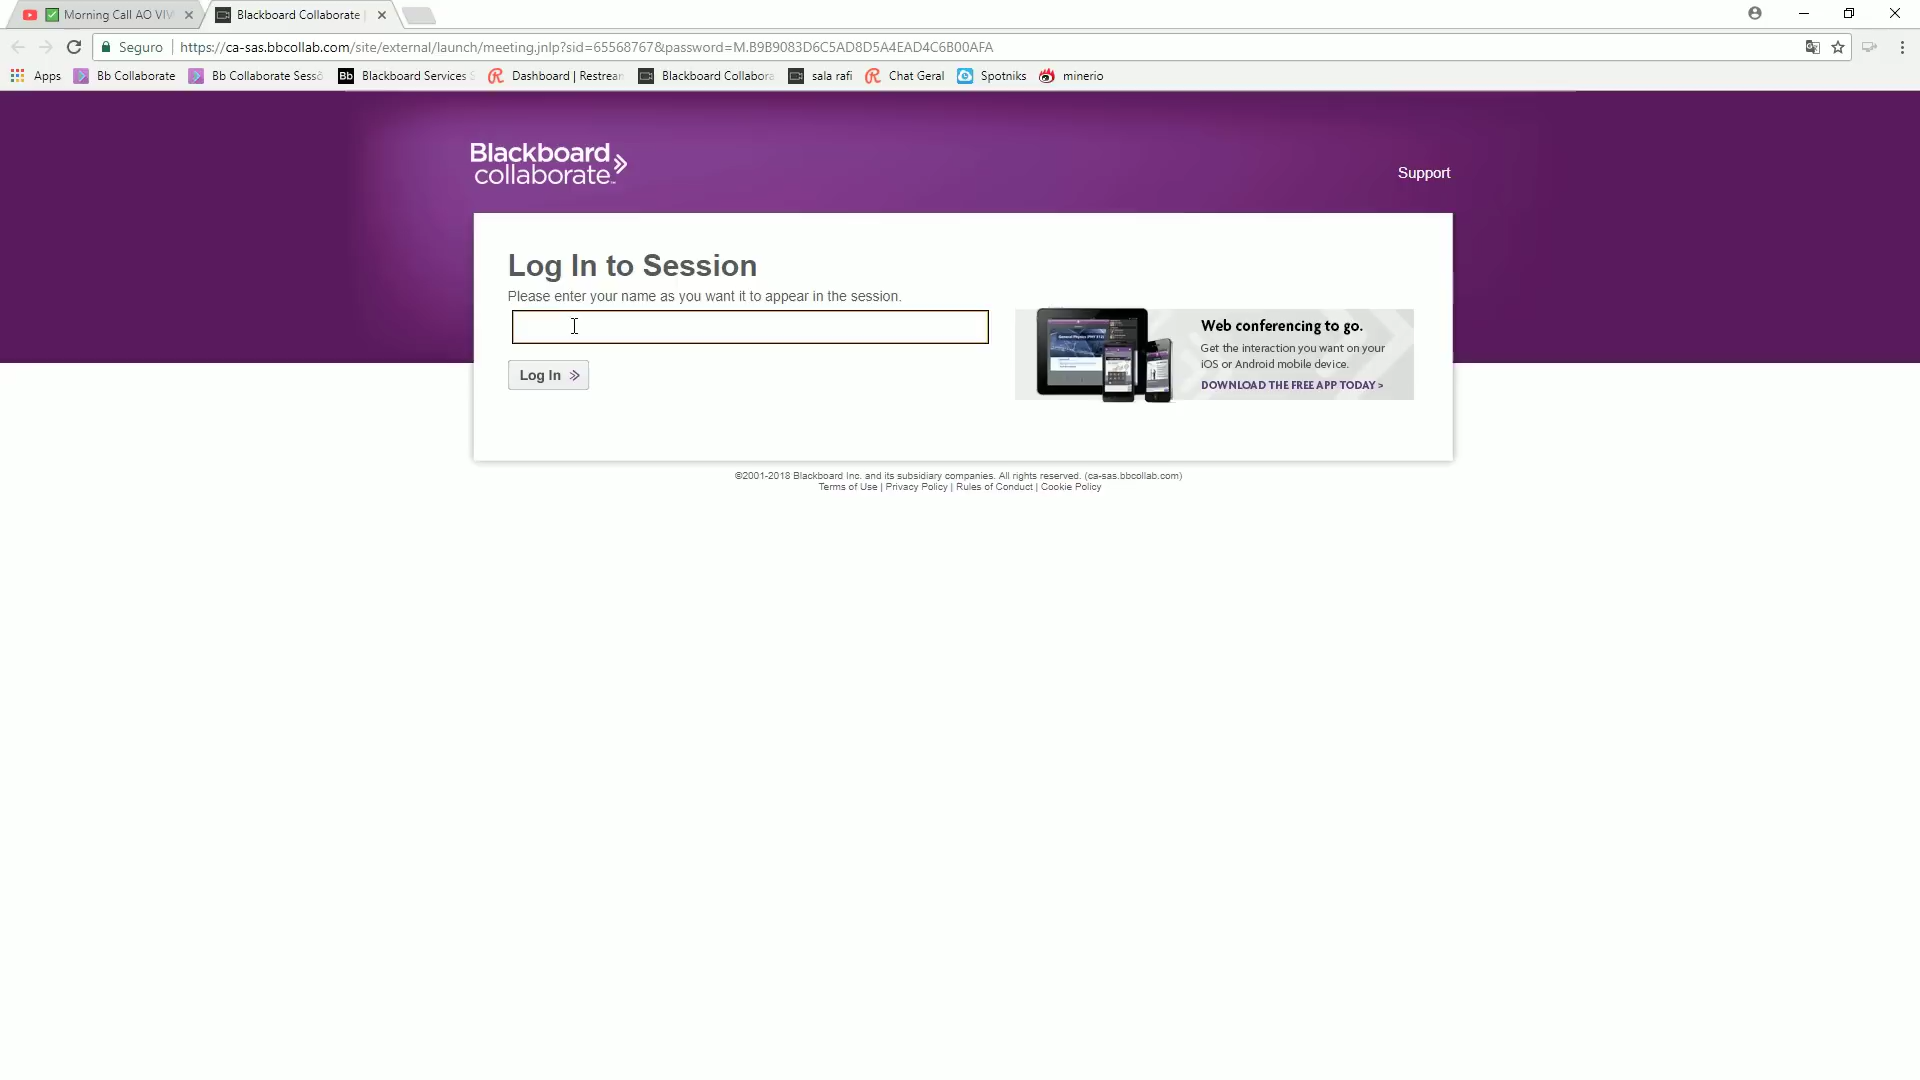 Morning Call AO VIV
Blackboard Collaborate
Seguro
https://ca-sas.bbcollab.com/site/external/launch/meeting.jnlp?sid=65568767&password=M.B9B9083D6C5AD8D5A4EAD4C6B00AFA
Apps Bb Collaborate Bb Collaborate Sessõ Bb Blackboard Services S Dashboard | Restrean Blackboard Collabora sala rafi Chat Geral Spotniks minerio
Blackboard
collaborate™
Support
Log In to Session
Please enter your name as you want it to appear in the session.
Log In
Web conferencing to go.
Get the interaction you want on your
iOS or Android mobile device.
DOWNLOAD THE FREE APP TODAY >
©2001-2018 Blackboard Inc. and its subsidiary companies. All rights reserved. (ca-sas.bbcollab.com)
Terms of Use | Privacy Policy | Rules of Conduct | Cookie Policy